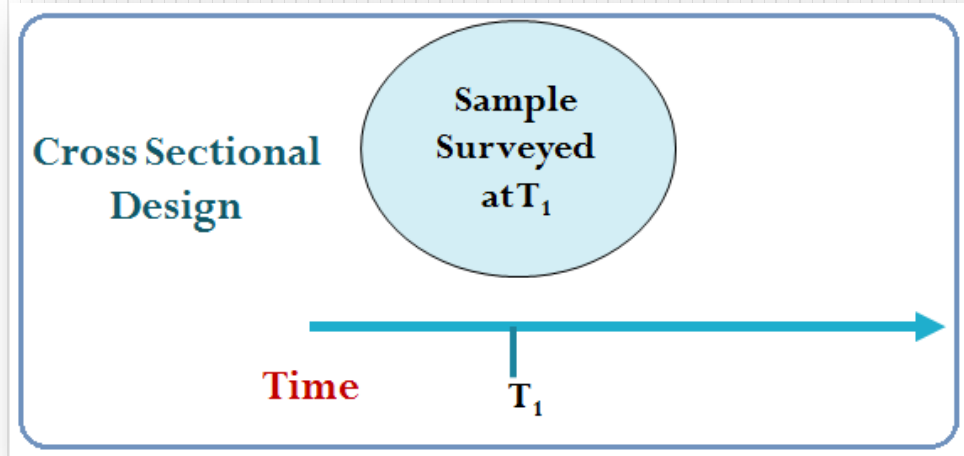 Cross Sectional
Design
Sample
Surveyed
at T₁
Time
T₁